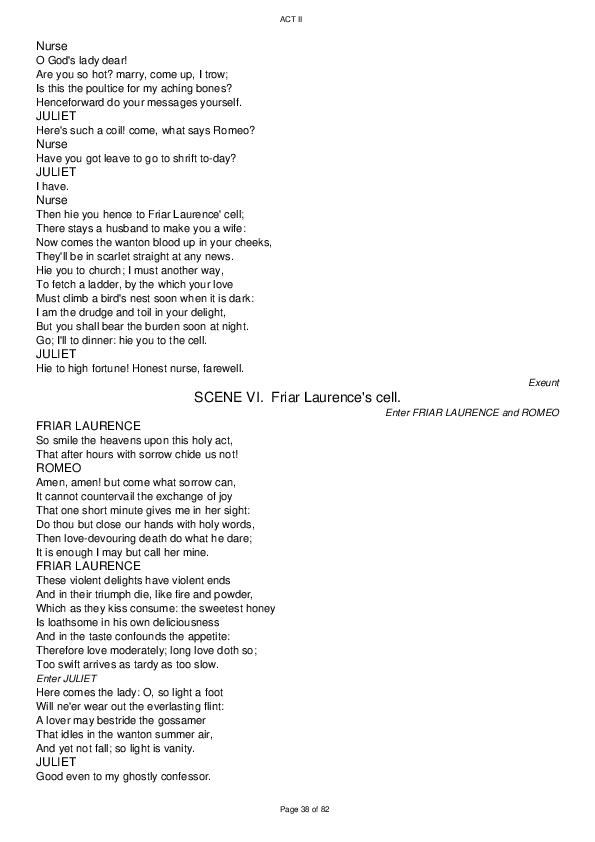 ACT II
Nurse
O God's lady dear!
Are you so hot? marry, come up, I trow;
Is this the poultice for my aching bones?
Henceforward do your messages yourself.
JULIET
Here's such a coil! come, what says Romeo?
Nurse
Have you got leave to go to shrift to-day?
JULIET
I have.
Nurse
Then hie you hence to Friar Laurence' cell;
There stays a husband to make you a wife:
Now comes the wanton blood up in your cheeks,
They'll be in scarlet straight at any news.
Hie you to church; I must another way,
To fetch a ladder, by the which your love
Must climb a bird's nest soon when it is dark:
I am the drudge and toil in your delight,
But you shall bear the burden soon at night.
Go; I'll to dinner: hie you to the cell.
JULIET
Hie to high fortune! Honest nurse, farewell.
Exeunt
SCENE VI. Friar Laurence's cell.
Enter FRIAR LAURENCE and ROMEO
FRIAR LAURENCE
So smile the heavens upon this holy act,
That after hours with sorrow chide us not!
ROMEO
Amen, amen! but come what sorrow can,
It cannot countervail the exchange of joy
That one short minute gives me in her sight:
Do thou but close our hands with holy words,
Then love-devouring death do what he dare;
It is enough I may but call her mine.
FRIAR LAURENCE
These violent delights have violent ends
And in their triumph die, like fire and powder,
Which as they kiss consume: the sweetest honey
Is loathsome in his own deliciousness
And in the taste confounds the appetite:
Therefore love moderately; long love doth so;
Too swift arrives as tardy as too slow.
Enter JULIET
Here comes the lady: O, so light a foot
Will ne'er wear out the everlasting flint:
A lover may bestride the gossamer
That idles in the wanton summer air,
And yet not fall; so light is vanity.
JULIET
Good even to my ghostly confessor.
Page 38 of 82